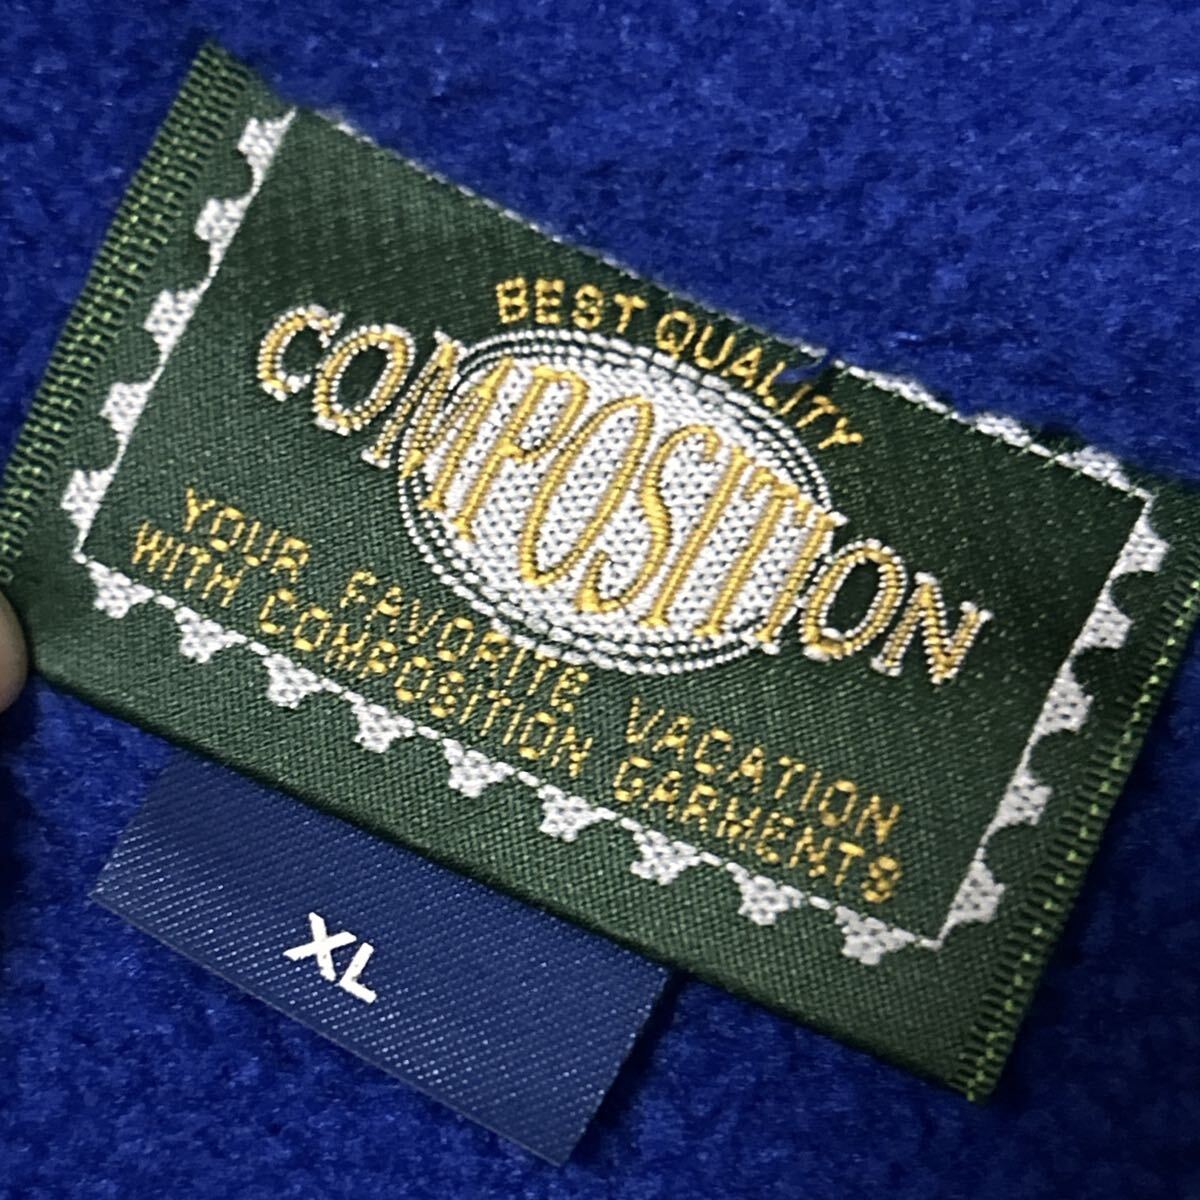 BEST QUALITY
COMPOSITION
YOUR FAVORITE VACATION
WITH COMPOSITION GARMENTS
XL